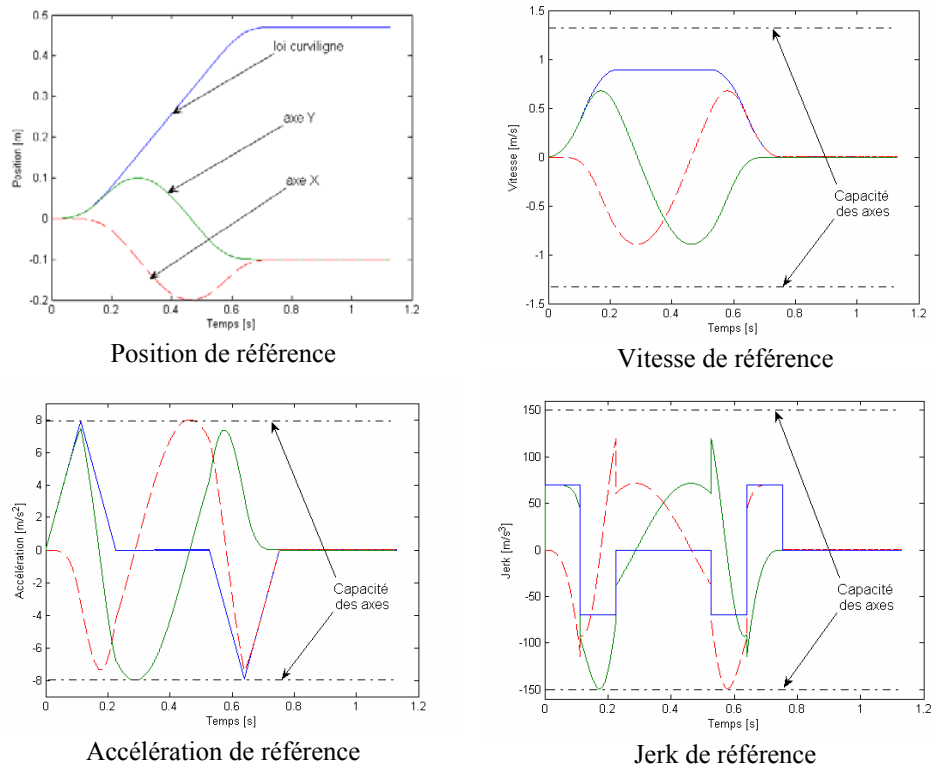 0.5
0.4
0.3
0.2
0.1
0
-0.1
-0.2
Position [m]
loi curviligne
axe Y
axe X
0 0.2 0.4 0.6 0.8 1 1.2
Temps [s]
Position de référence
1.5
1
0.5
0
-0.5
-1
-1.5
Vitesse [m/s]
Capacité
des axes
0 0.2 0.4 0.6 0.8 1 1.2
Temps [s]
Vitesse de référence
8
6
4
2
0
-2
-4
-6
-8
Accélération [m/s²]
Capacité
des axes
0 0.2 0.4 0.6 0.8 1 1.2
Temps [s]
Accélération de référence
150
100
50
0
-50
-100
-150
Jerk [m/s³]
Capacité
des axes
0 0.2 0.4 0.6 0.8 1 1.2
Temps [s]
Jerk de référence